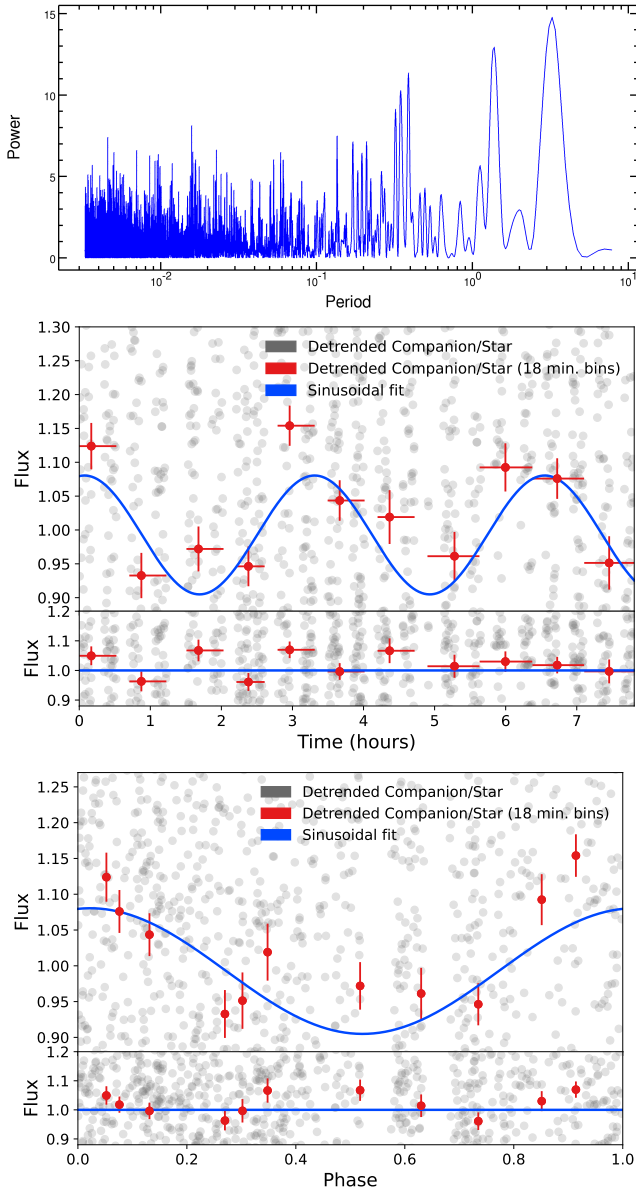 15
10
5
0
Power
10-2
10-1
100
101
Period
1.30
Detrended Companion/Star
1.25
Detrended Companion/Star (18 min. bins)
Sinusoidal fit
1.20
1.15
1.10
Flux
1.05
1.00
0.95
0.90
1.2
1.1
Flux
1.0
0.9
0 1 2 3 4 5 6 7
Time (hours)
1.25
Detrended Companion/Star
Detrended Companion/Star (18 min. bins)
1.20
Sinusoidal fit
1.15
1.10
Flux
1.05
1.00
0.95
0.90
1.2
1.1
Flux
1.0
0.9
0.0 0.2 0.4 0.6 0.8 1.0
Phase